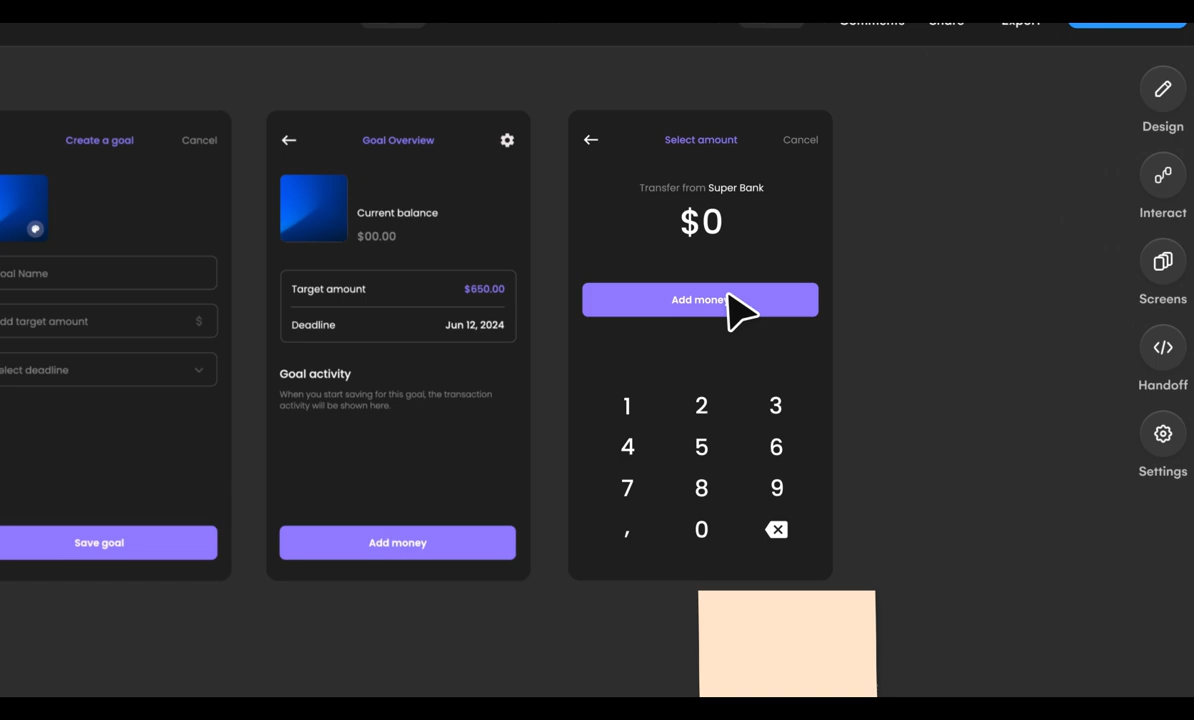 Comments Share Export
Create a goal Cancel
oal Name
dd target amount $
elect deadline
Save goal
Goal Overview
Current balance
$00.00
Target amount $650.00
Deadline Jun 12, 2024
Goal activity
When you start saving for this goal, the transaction
activity will be shown here.
Add money
Select amount Cancel
Transfer from Super Bank
$0
Add money
1 2 3
4 5 6
7 8 9
, 0
Design
Interact
Screens
Handoff
Settings